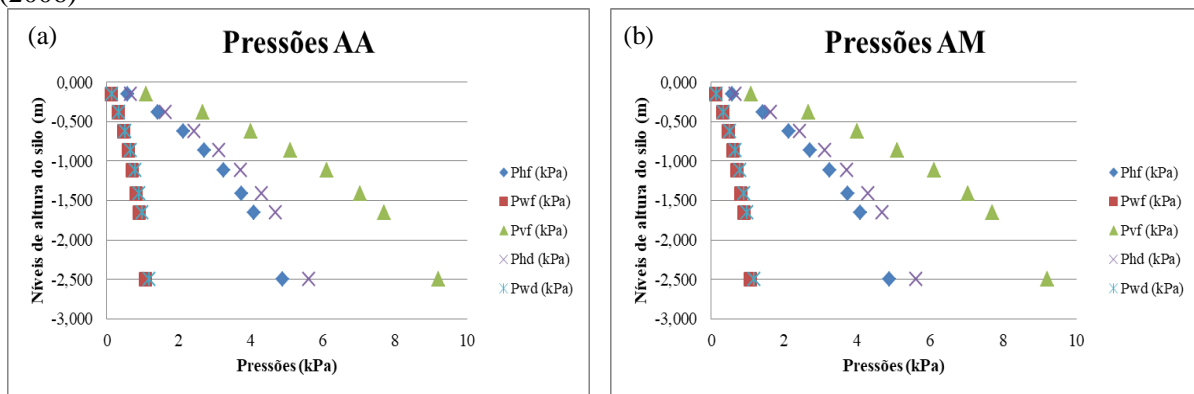 (2006)
(a)
Pressões AA
Níveis de altura do silo (m)
0,000
-0,500
-1,000
-1,500
-2,000
-2,500
-3,000
0 2 4 6 8 10
Pressões (kPa)
Phf (kPa)
Pwf (kPa)
Pvf (kPa)
Phd (kPa)
Pwd (kPa)
(b)
Pressões AM
Níveis de altura do silo (m)
0,000
-0,500
-1,000
-1,500
-2,000
-2,500
-3,000
0 2 4 6 8 10
Pressões (kPa)
Phf (kPa)
Pwf (kPa)
Pvf (kPa)
Phd (kPa)
Pwd (kPa)